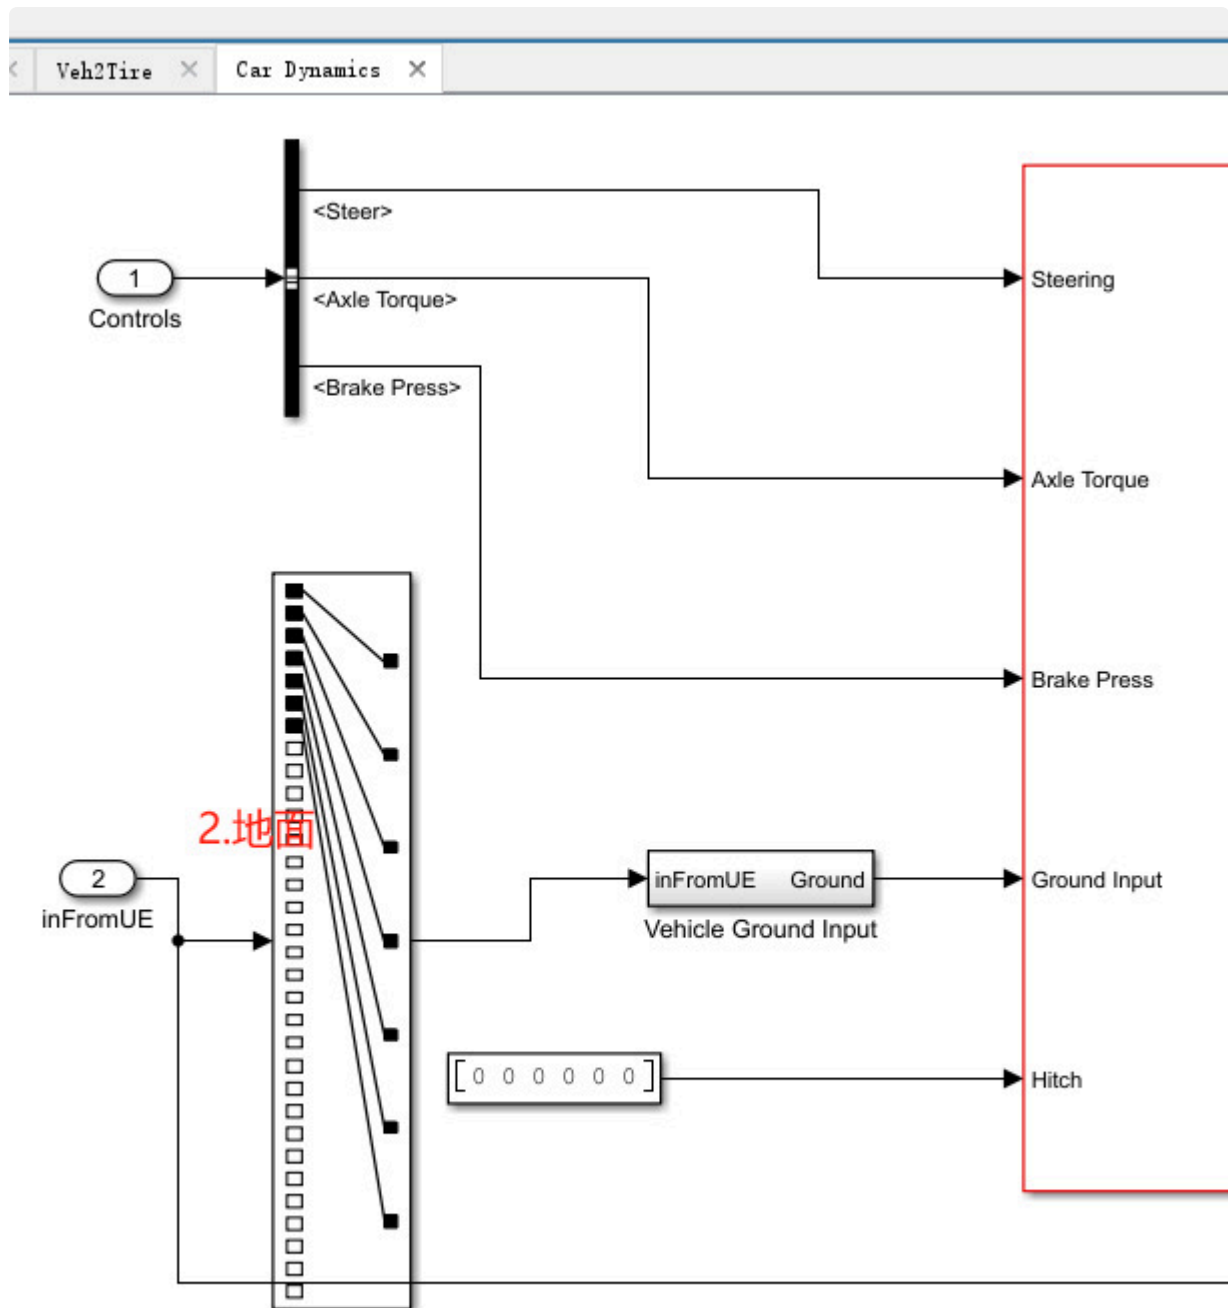 Veh2Tire
Car Dynamics
<Steer>
1
Controls
<Axle Torque>
<Brake Press>
Steering
Axle Torque
Brake Press
2.地面
2
inFromUE
inFromUE Ground
Vehicle Ground Input
Ground Input
[0 0 0 0 0 0]
Hitch